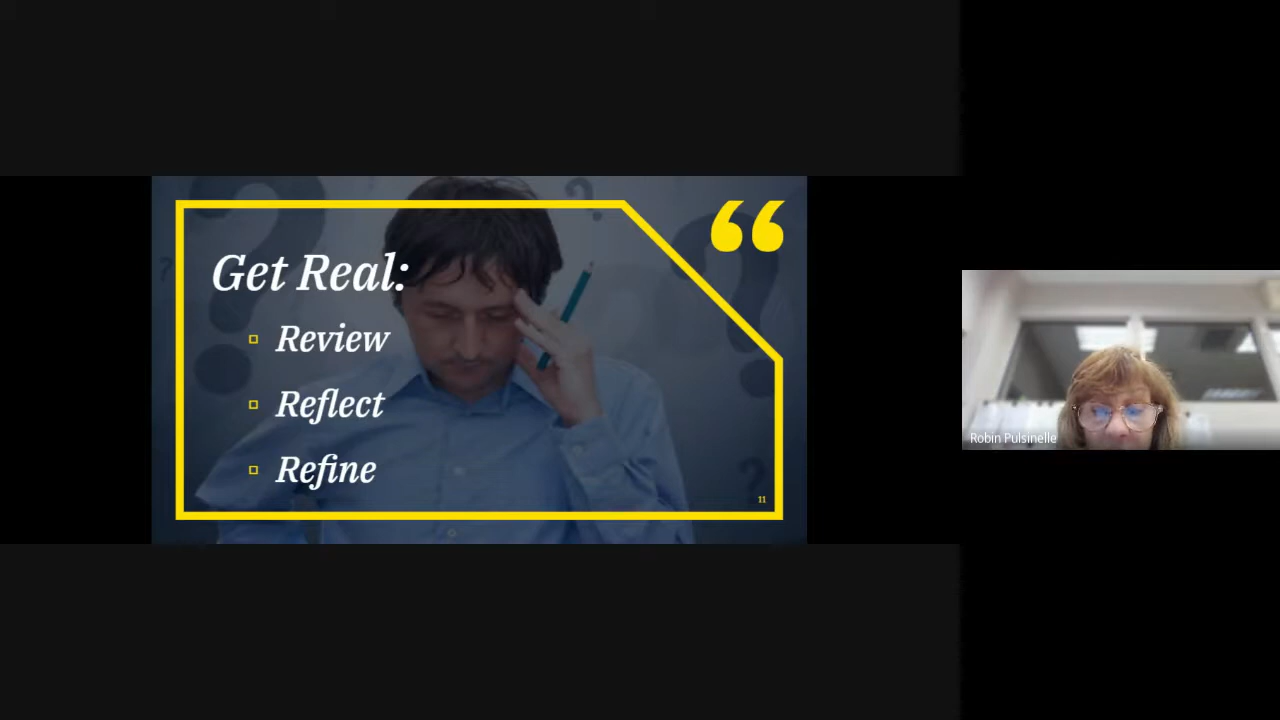 “
Get Real:
Review
Reflect
Refine
11
Robin Pulsinelle